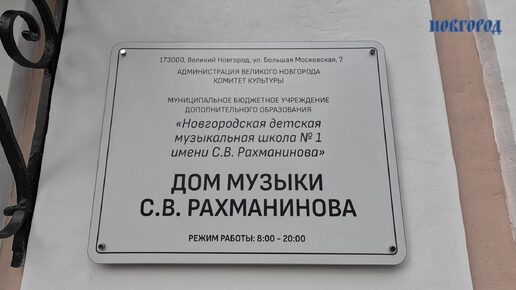 НОВГОРОД
173000, Великий Новгород, ул. Большая Московская, 7
АДМИНИСТРАЦИЯ ВЕЛИКОГО НОВГОРОДА
КОМИТЕТ КУЛЬТУРЫ
МУНИЦИПАЛЬНОЕ БЮДЖЕТНОЕ УЧРЕЖДЕНИЕ
ДОПОЛНИТЕЛЬНОГО ОБРАЗОВАНИЯ
«Новгородская детская
музыкальная школа № 1
имени С.В. Рахманинова»
ДОМ МУЗЫКИ
С.В. РАХМАНИНОВА
РЕЖИМ РАБОТЫ: 8:00 - 20:00